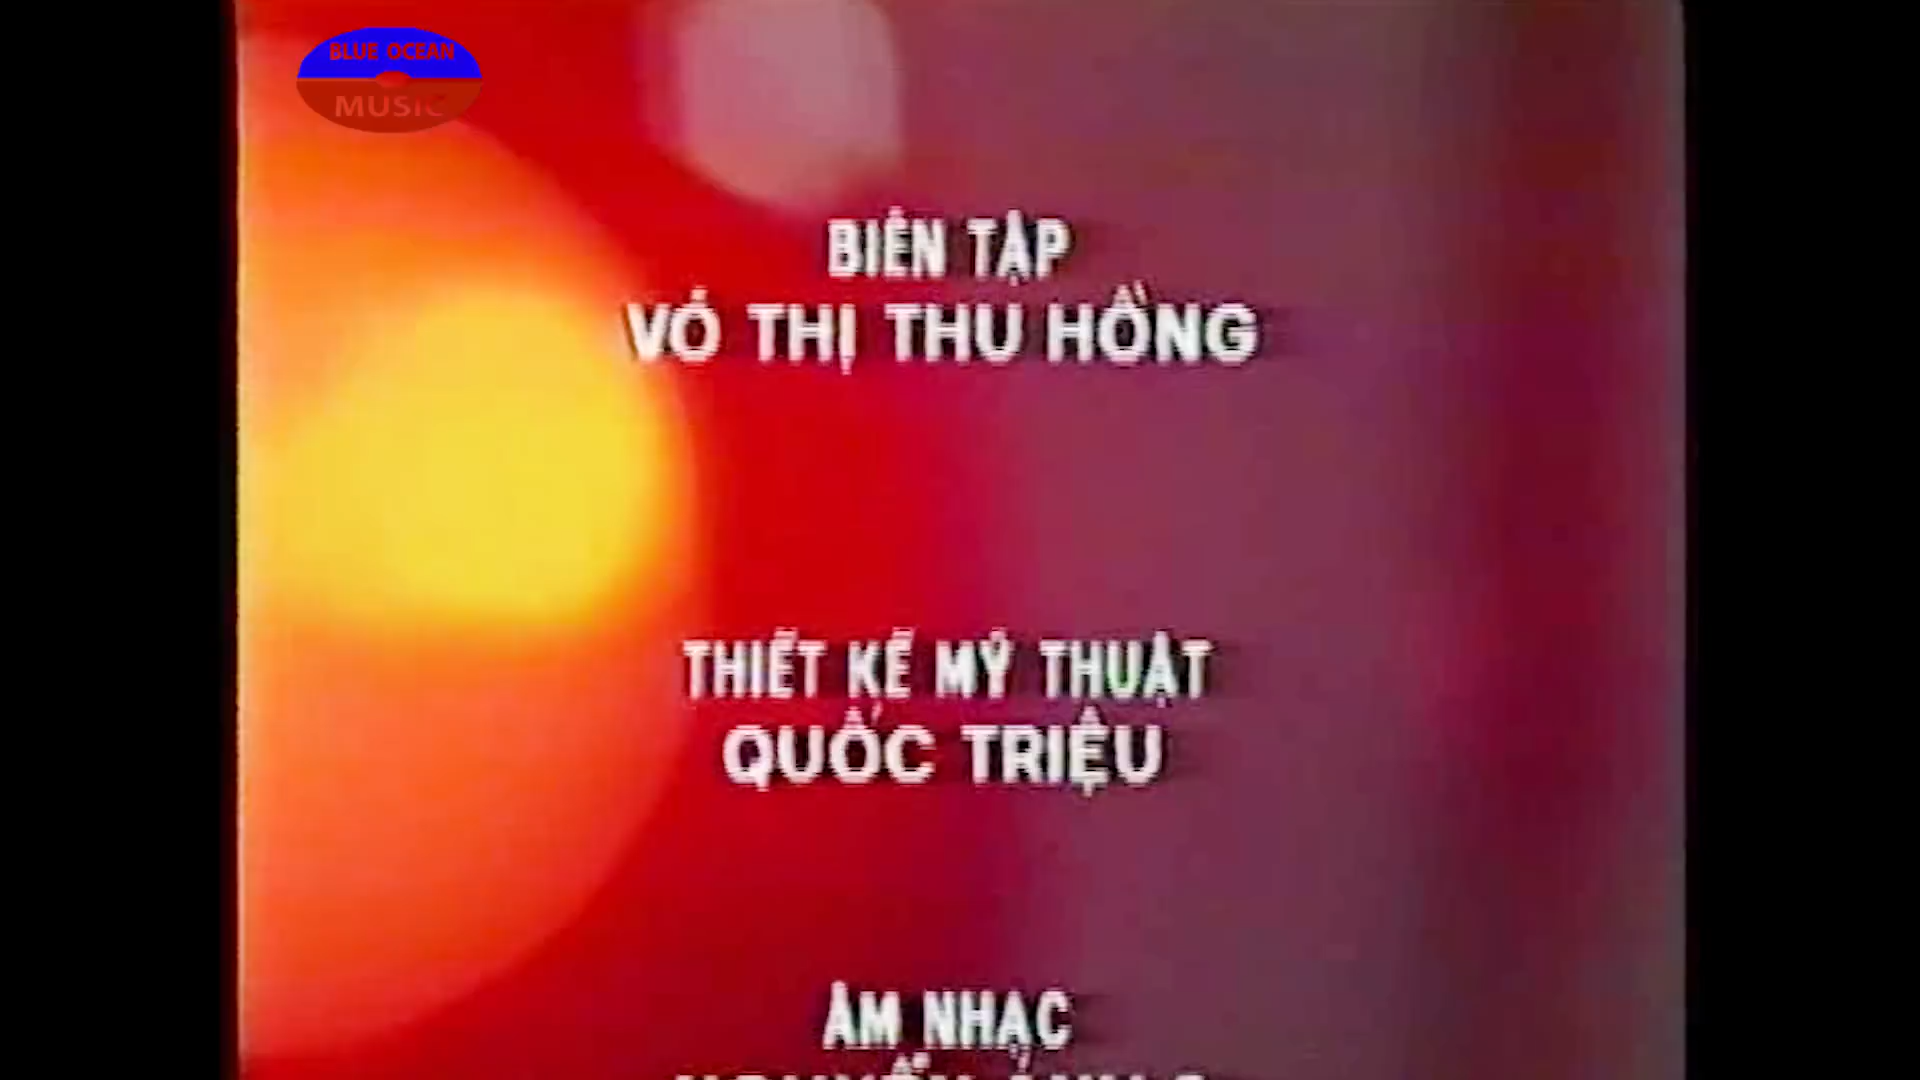 BLUE OCEAN
MUSIC
BIÊN TẬP
VÕ THỊ THU HỒNG
THIẾT KẾ MỸ THUẬT
QUỐC TRIỆU
ÂM NHẠC